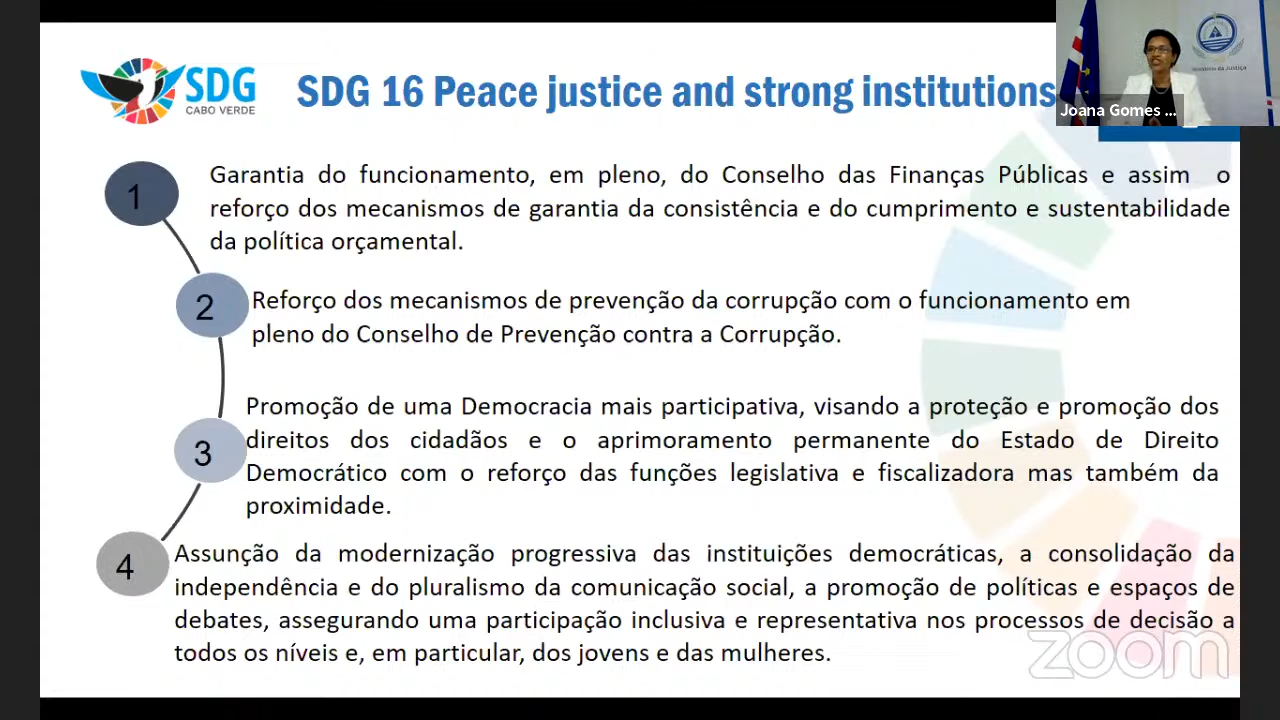 SDG
CABO VERDE
SDG 16 Peace justice and strong institutions
Joana Gomes ...
1
Garantia do funcionamento, em pleno, do Conselho das Finanças Públicas e assim o
reforço dos mecanismos de garantia da consistência e do cumprimento e sustentabilidade
da política orçamental.
2
Reforço dos mecanismos de prevenção da corrupção com o funcionamento em
pleno do Conselho de Prevenção contra a Corrupção.
3
Promoção de uma Democracia mais participativa, visando a proteção e promoção dos
direitos dos cidadãos e o aprimoramento permanente do Estado de Direito
Democrático com o reforço das funções legislativa e fiscalizadora mas também da
proximidade.
4
Assunção da modernização progressiva das instituições democráticas, a consolidação da
independência e do pluralismo da comunicação social, a promoção de políticas e espaços de
debates, assegurando uma participação inclusiva e representativa nos processos de decisão a
todos os níveis e, em particular, dos jovens e das mulheres.
zoom